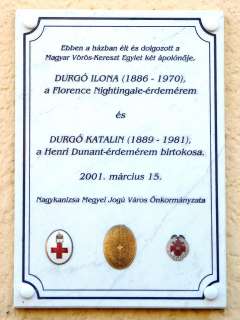 Ebben a házban élt és dolgozott a
Magyar Vörös-Kereszt Egylet két ápolónője.
DURGÓ ILONA (1886 - 1970),
a Florence Nightingale-érdemérem
és
DURGÓ KATALIN (1889 - 1981),
a Henri Dunant-érdemérem birtokosa.
2001. március 15.
Nagykanizsa Megyei Jogú Város Önkormányzata